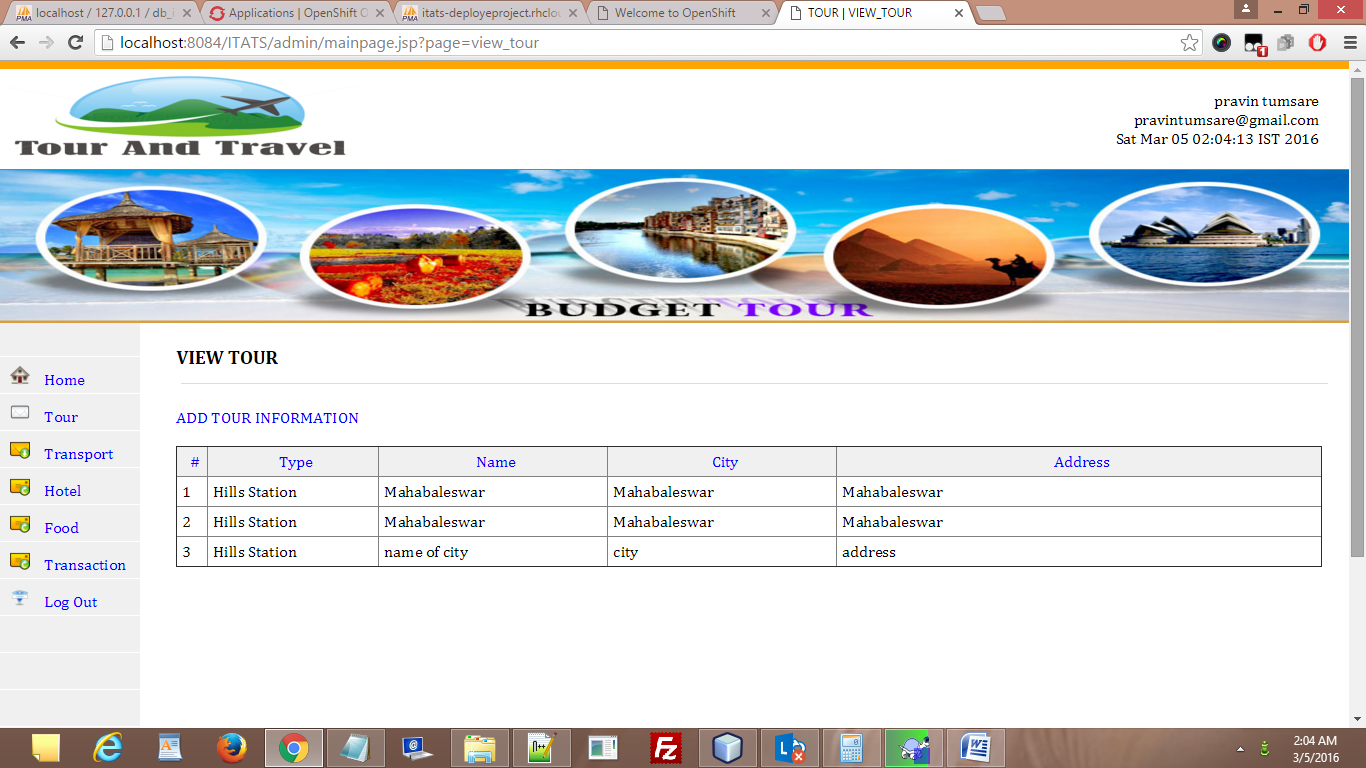 localhost / 127.0.0.1 / db_i
Applications | OpenShift O
itats-deployeproject.rhclou
Welcome to OpenShift
TOUR | VIEW_TOUR
localhost:8084/ITATS/admin/mainpage.jsp?page=view_tour
1
Tour And Travel
pravin tumsare
pravintumsare@gmail.com
Sat Mar 05 02:04:13 IST 2016
BUDGET TOUR
VIEW TOUR
Home
Tour
Transport
Hotel
Food
Transaction
Log Out
ADD TOUR INFORMATION
# Type Name City Address
1 Hills Station Mahabaleswar Mahabaleswar Mahabaleswar
2 Hills Station Mahabaleswar Mahabaleswar Mahabaleswar
3 Hills Station name of city city address
2:04 AM
3/5/2016